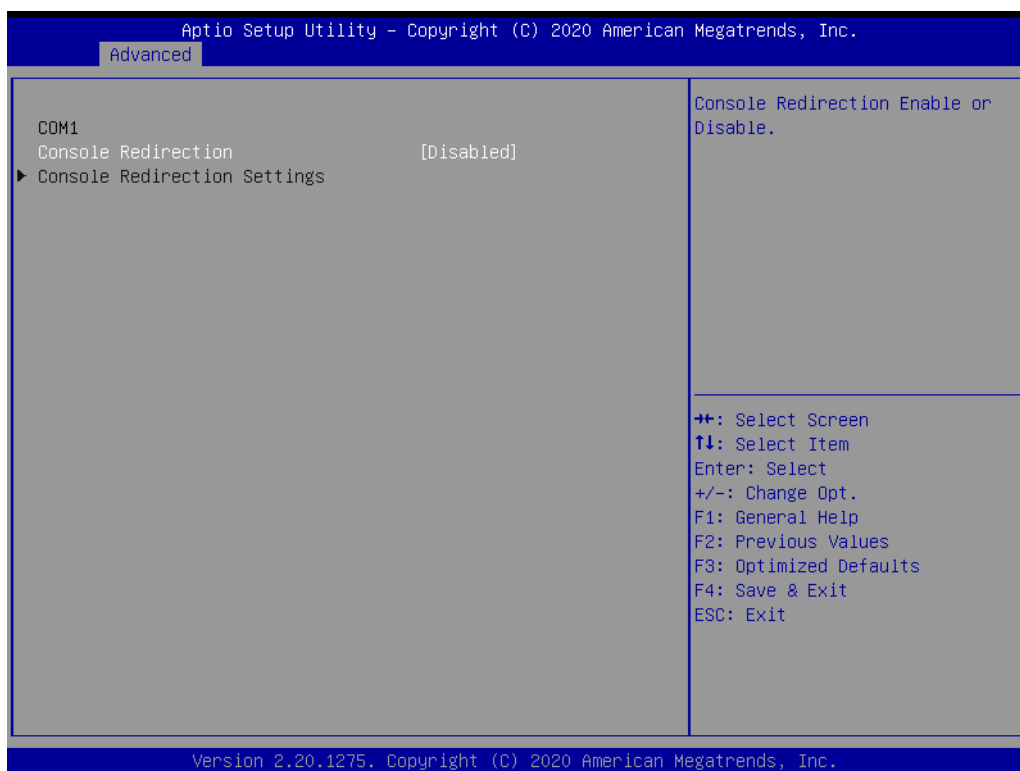 Aptio Setup Utility – Copyright (C) 2020 American Megatrends, Inc.
Advanced
COM1
Console Redirection [Disabled]
► Console Redirection Settings
Console Redirection Enable or
Disable.
→←: Select Screen
↑↓: Select Item
Enter: Select
+/-: Change Opt.
F1: General Help
F2: Previous Values
F3: Optimized Defaults
F4: Save & Exit
ESC: Exit
Version 2.20.1275. Copyright (C) 2020 American Megatrends, Inc.